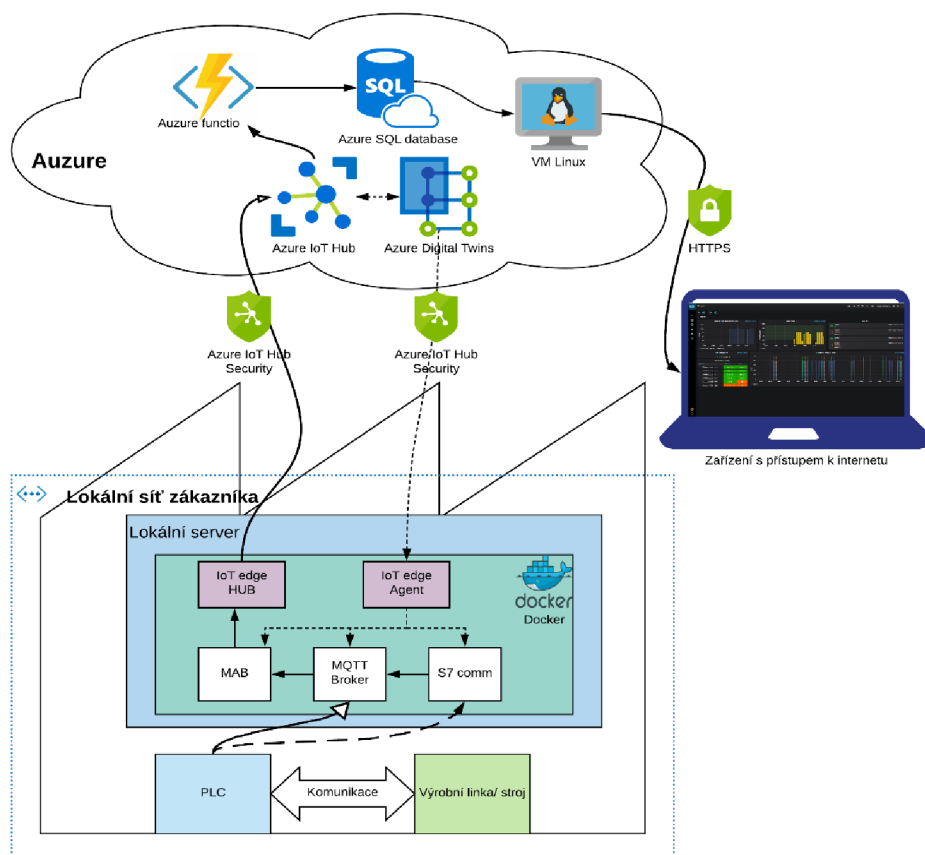 SQL
Auzure functio
Azure SQL database
VM Linux
Auzure
Azure IoT Hub
Azure Digital Twins
HTTPS
Azure IoT Hub
Security
Azure IoT Hub
Security
Zařízení s přístupem k internetu
Lokální síť zákazníka
Lokální server
IoT edge
HUB
IoT edge
Agent
docker
Docker
MAB
MQTT
Broker
S7 comm
PLC
Komunikace
Výrobní linka/ stroj